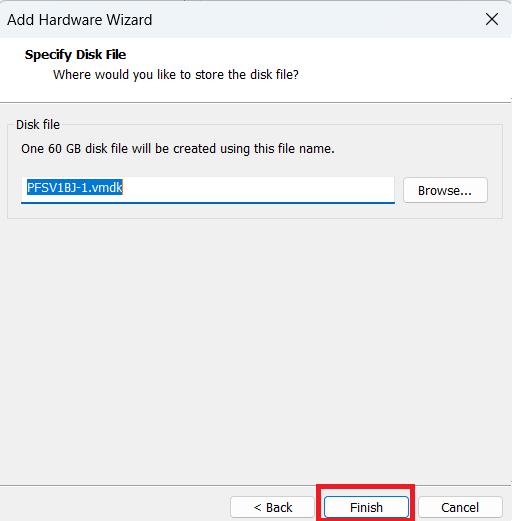 Add Hardware Wizard
Specify Disk File
Where would you like to store the disk file?
Disk file
One 60 GB disk file will be created using this file name.
PFSV1BJ-1.vmdk
Browse...
< Back
Finish
Cancel